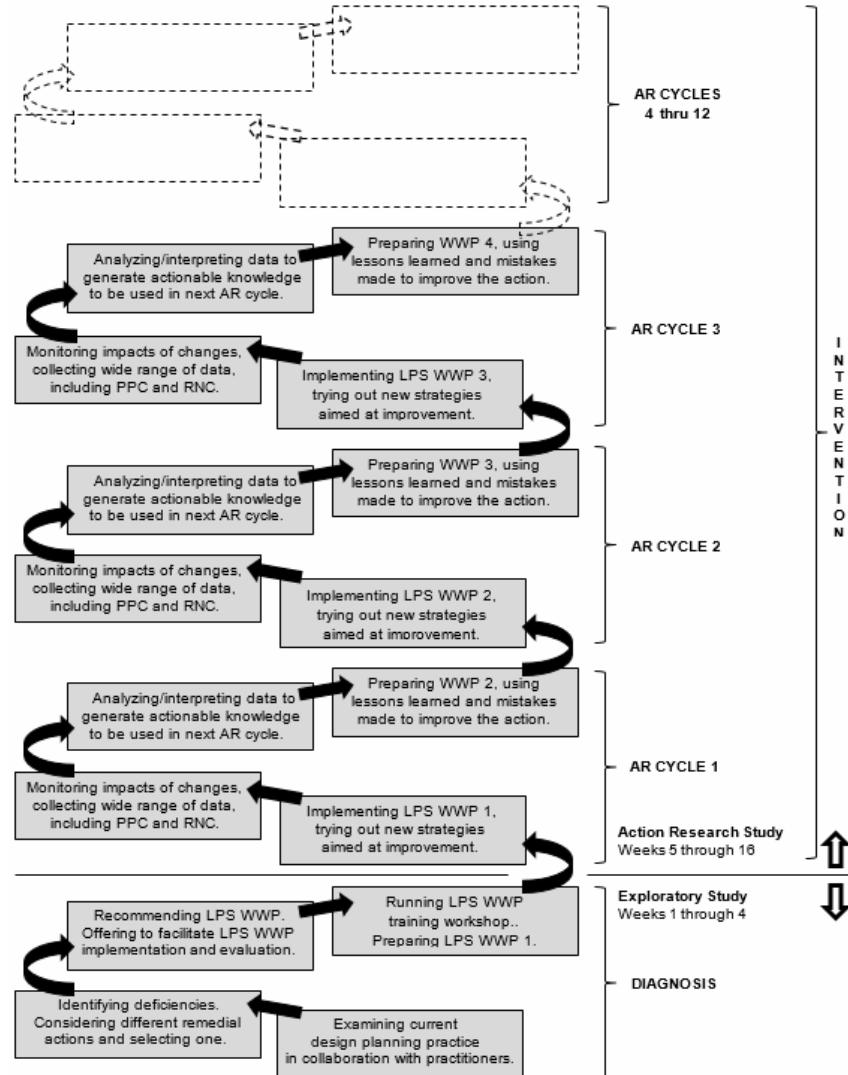 AR CYCLES
4 thru 12
Analyzing/interpreting data to
generate actionable knowledge
to be used in next AR cycle.
Preparing WWP 4, using
lessons learned and mistakes
made to improve the action.
Monitoring impacts of changes,
collecting wide range of data,
including PPC and RNC.
Implementing LPS WWP 3,
trying out new strategies
aimed at improvement.
AR CYCLE 3
INTERVENTION
Analyzing/interpreting data to
generate actionable knowledge
to be used in next AR cycle.
Preparing WWP 3, using
lessons learned and mistakes
made to improve the action.
Monitoring impacts of changes,
collecting wide range of data,
including PPC and RNC.
Implementing LPS WWP 2,
trying out new strategies
aimed at improvement.
AR CYCLE 2
Analyzing/interpreting data to
generate actionable knowledge
to be used in next AR cycle.
Preparing WWP 2, using
lessons learned and mistakes
made to improve the action.
Monitoring impacts of changes,
collecting wide range of data,
including PPC and RNC.
Implementing LPS WWP 1,
trying out new strategies
aimed at improvement.
AR CYCLE 1
Action Research Study
Weeks 5 through 16
Recommending LPS WWP.
Offering to facilitate LPS WWP
implementation and evaluation.
Running LPS WWP
training workshop..
Preparing LPS WWP 1.
Exploratory Study
Weeks 1 through 4
Identifying deficiencies.
Considering different remedial
actions and selecting one.
Examining current
design planning practice
in collaboration with practitioners.
DIAGNOSIS